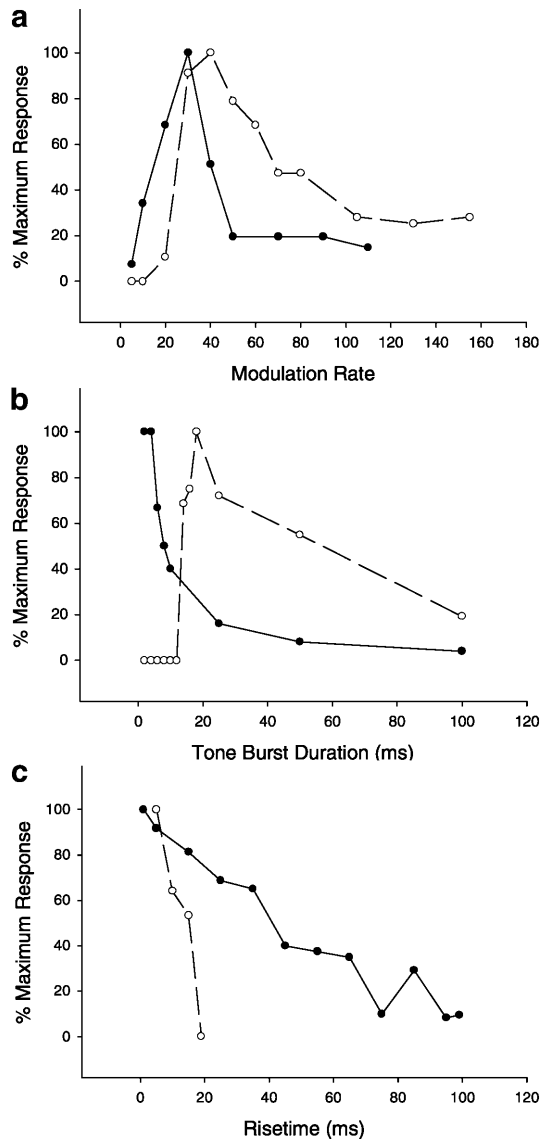 a
% Maximum Response
100
80
60
40
20
0
0 20 40 60 80 100 120 140 160 180
Modulation Rate
b
% Maximum Response
100
80
60
40
20
0
0 20 40 60 80 100 120
Tone Burst Duration (ms)
c
% Maximum Response
100
80
60
40
20
0
0 20 40 60 80 100 120
Risetime (ms)